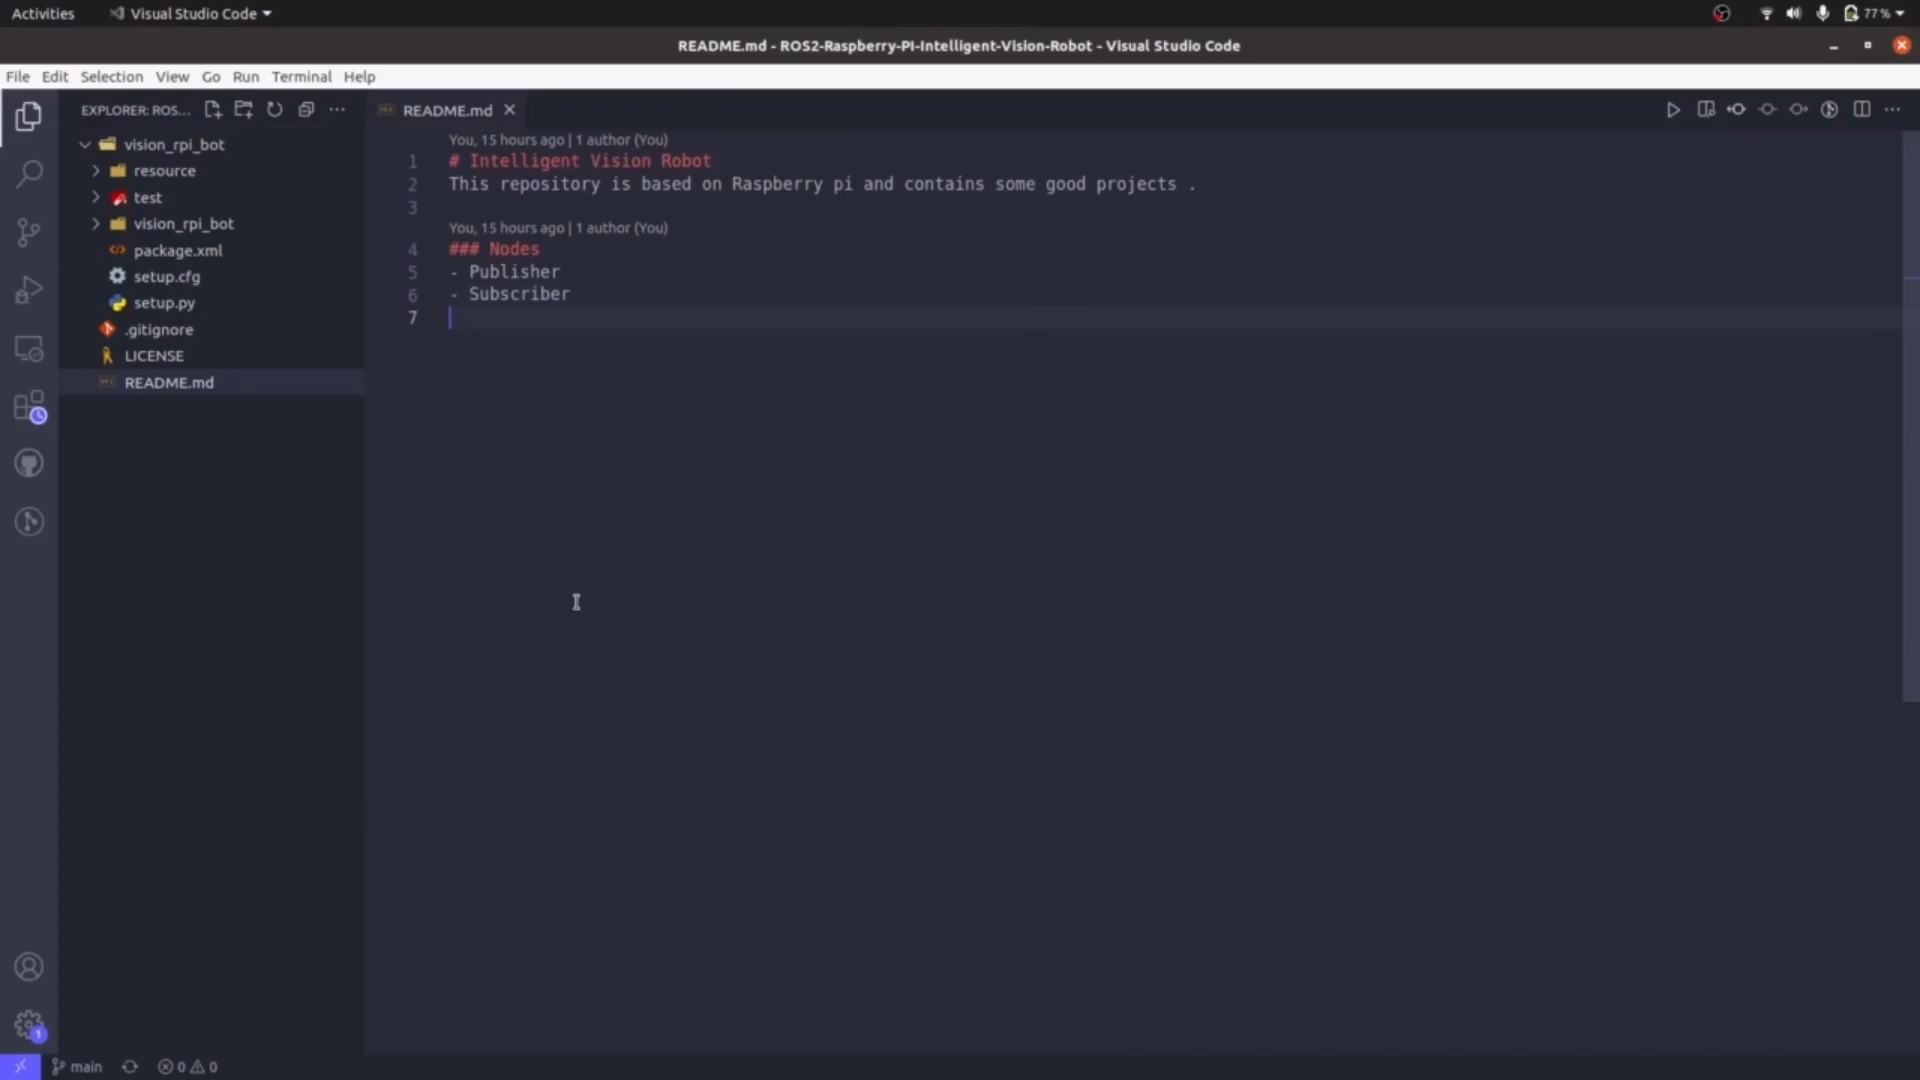 Activities Visual Studio Code 77 %
README.md - ROS2-Raspberry-PI-Intelligent-Vision-Robot - Visual Studio Code
File Edit Selection View Go Run Terminal Help
EXPLORER: ROS... README.md
vision_rpi_bot
resource
test
vision_rpi_bot
package.xml
setup.cfg
setup.py
.gitignore
LICENSE
README.md
You, 15 hours ago | 1 author (You)
1 # Intelligent Vision Robot
2 This repository is based on Raspberry pi and contains some good projects .
3
You, 15 hours ago | 1 author (You)
4 ### Nodes
5 - Publisher
6 - Subscriber
7
1
main 0 0